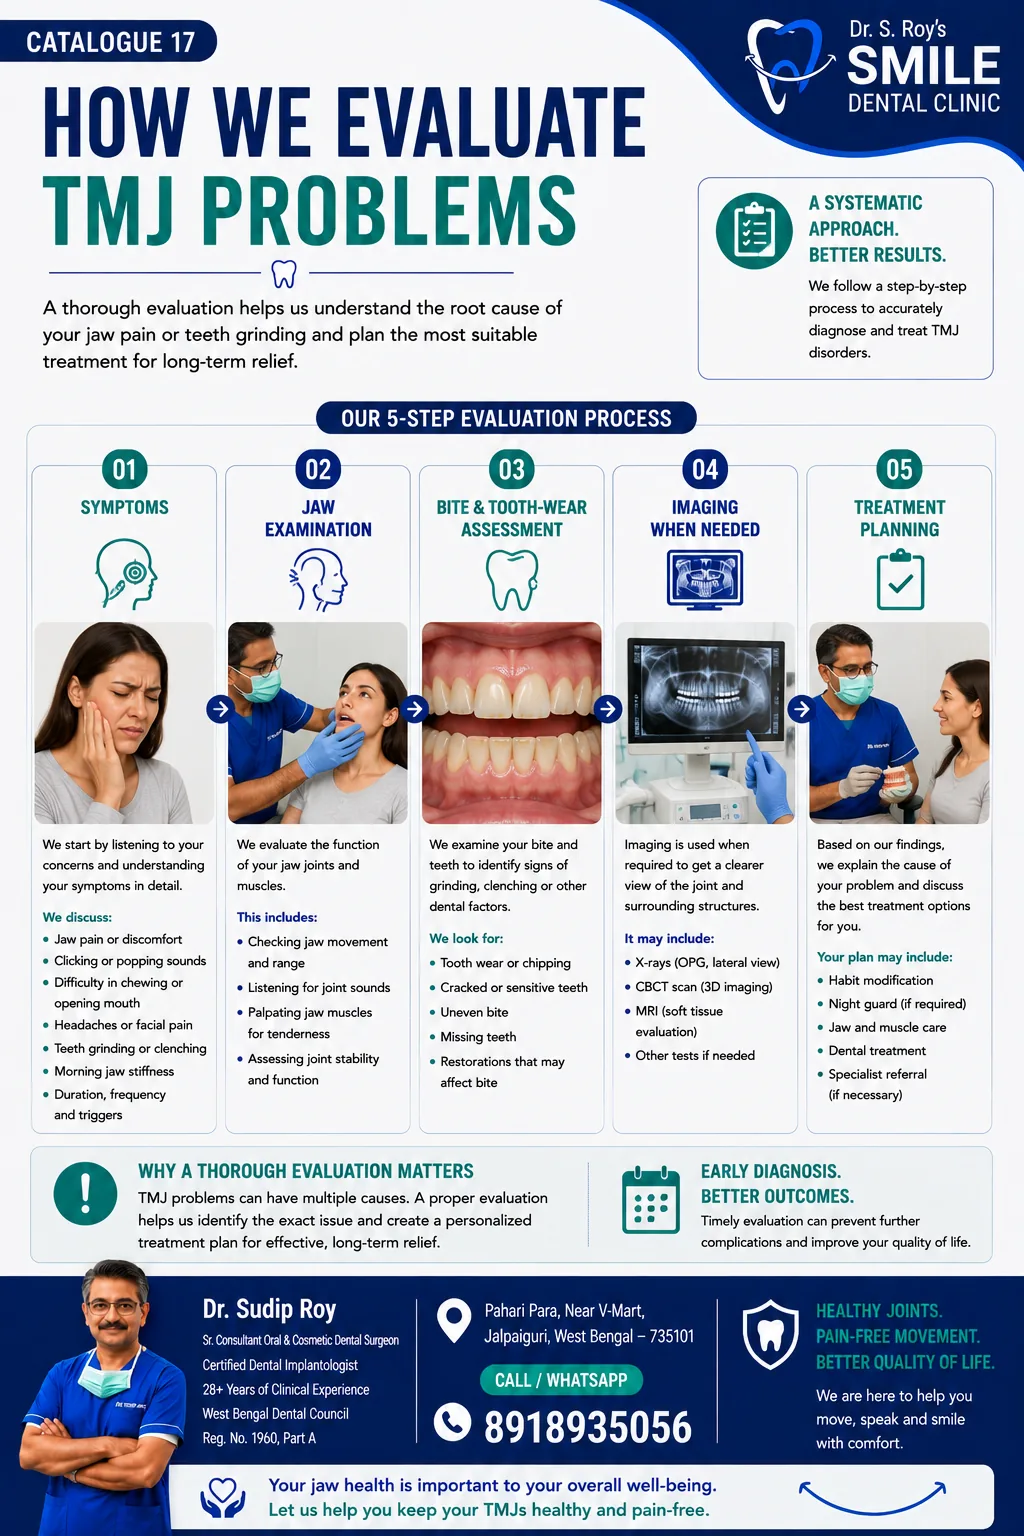 CATALOGUE 17
Dr. S. Roy's
SMILE
DENTAL CLINIC
HOW WE EVALUATE
TMJ PROBLEMS
A thorough evaluation helps us understand the root cause of
your jaw pain or teeth grinding and plan the most suitable
treatment for long-term relief.
A SYSTEMATIC
APPROACH.
BETTER RESULTS.
We follow a step-by-step
process to accurately
diagnose and treat TMJ
disorders.
OUR 5-STEP EVALUATION PROCESS
01
SYMPTOMS
We start by listening to your
concerns and understanding
your symptoms in detail.
We discuss:
• Jaw pain or discomfort
• Clicking or popping sounds
• Difficulty in chewing or
opening mouth
• Headaches or facial pain
• Teeth grinding or clenching
• Morning jaw stiffness
• Duration, frequency
and triggers
02
JAW
EXAMINATION
We evaluate the function
of your jaw joints and
muscles.
This includes:
• Checking jaw movement
and range
• Listening for joint sounds
• Palpating jaw muscles
for tenderness
• Assessing joint stability
and function
03
BITE & TOOTH-WEAR
ASSESSMENT
We examine your bite and
teeth to identify signs of
grinding, clenching or other
dental factors.
We look for:
• Tooth wear or chipping
• Cracked or sensitive teeth
• Uneven bite
• Missing teeth
• Restorations that may
affect bite
04
IMAGING
WHEN NEEDED
Imaging is used when
required to get a clearer
view of the joint and
surrounding structures.
It may include:
• X-rays (OPG, lateral view)
• CBCT scan (3D imaging)
• MRI (soft tissue
evaluation)
• Other tests if needed
05
TREATMENT
PLANNING
Based on our findings,
we explain the cause of
your problem and discuss
the best treatment options
for you.
Your plan may include:
• Habit modification
• Night guard (if required)
• Jaw and muscle care
• Dental treatment
• Specialist referral
(if necessary)
WHY A THOROUGH EVALUATION MATTERS
TMJ problems can have multiple causes. A proper evaluation
helps us identify the exact issue and create a personalized
treatment plan for effective, long-term relief.
EARLY DIAGNOSIS.
BETTER OUTCOMES.
Timely evaluation can prevent further
complications and improve your quality of life.
Dr. Sudip Roy
Sr. Consultant Oral & Cosmetic Dental Surgeon
Certified Dental Implantologist
28+ Years of Clinical Experience
West Bengal Dental Council
Reg. No. 1960, Part A
Pahari Para, Near V-Mart,
Jalpaiguri, West Bengal – 735101
CALL / WHATSAPP
8918935056
HEALTHY JOINTS.
PAIN-FREE MOVEMENT.
BETTER QUALITY OF LIFE.
We are here to help you
move, speak and smile
with comfort.
Your jaw health is important to your overall well-being.
Let us help you keep your TMJs healthy and pain-free.